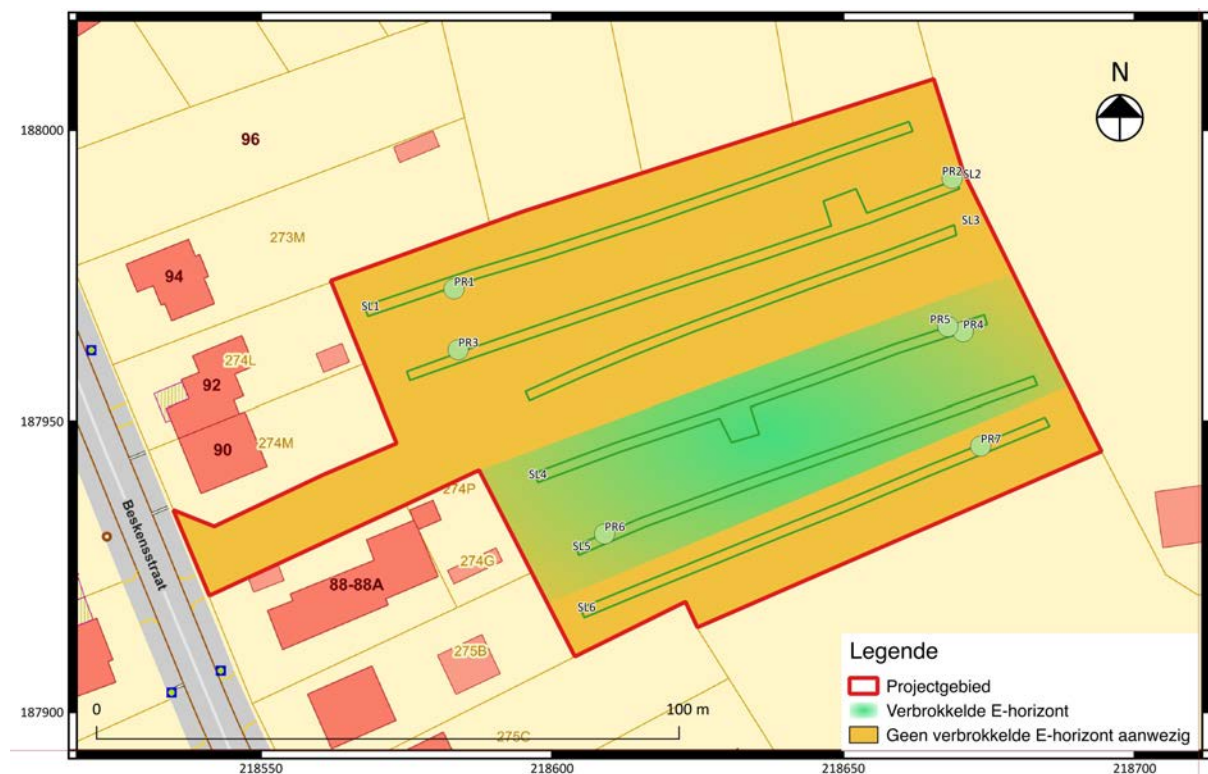 N
188000
96
273M
PR2
SL2
SL3
94
PR1
SL1
PR5
PR4
PR3
274L
92
187950
90
274M
PR7
SL4
274P
PR6
SL5
Beskensstraat
274G
88-88A
SL6
275B
Legende
Projectgebied
Verbrokkelde E-horizont
Geen verbrokkelde E-horizont aanwezig
187900
0
100 m
275C
218550
218600
218650
218700